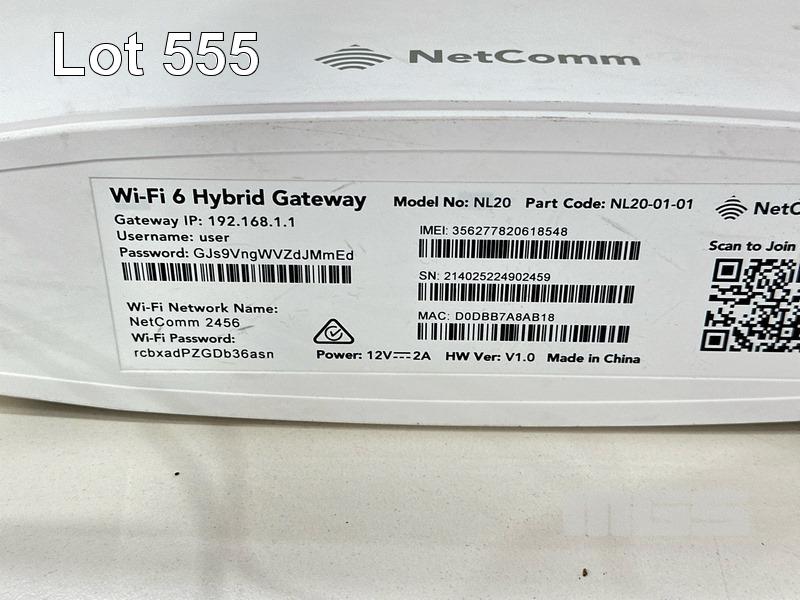 Lot 555
NetComm
Wi-Fi 6 Hybrid Gateway
Gateway IP: 192.168.1.1
Username: user
Password: GJs9VngWVZdJMmEd
Wi-Fi Network Name:
NetComm 2456
Wi-Fi Password:
rcbxadPZGDb36asn
Model No: NL20 Part Code: NL20-01-01
IMEI: 356277820618548
SN: 214025224902459
MAC: D0DBB7A8AB18
Power: 12V⎓2A HW Ver: V1.0 Made in China
NetC
Scan to Join
MGS